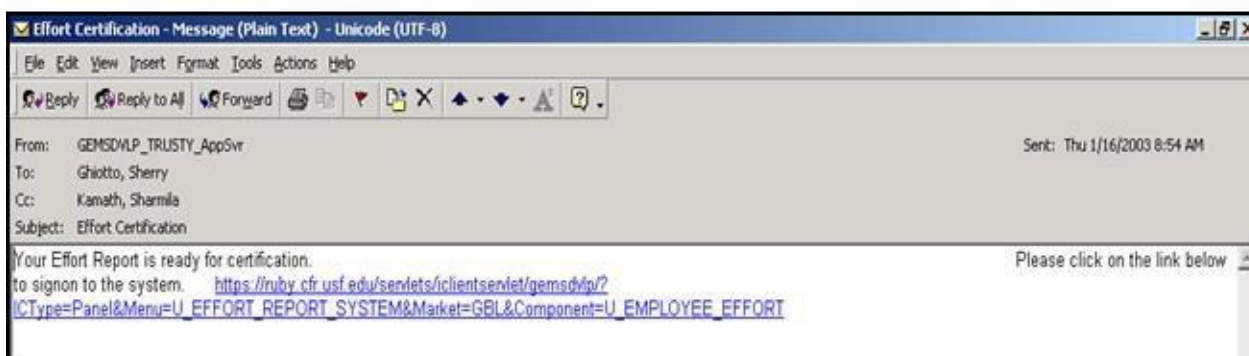 Effort Certification - Message (Plain Text) - Unicode (UTF-8)
File Edit View Insert Format Tools Actions Help
Reply Reply to All Forward
From: GEMSDVLP_TRUSTY_AppSvr Sent: Thu 1/16/2003 8:54 AM
To: Ghiotto, Sherry
Cc: Kamath, Sharmila
Subject: Effort Certification
Your Effort Report is ready for certification. Please click on the link below
to signon to the system. https://ruby.cfr.usf.edu/servlets/iclientservlet/gemsdvlp/?
ICType=Panel&Menu=U_EFFORT_REPORT_SYSTEM&Market=GBL&Component=U_EMPLOYEE_EFFORT